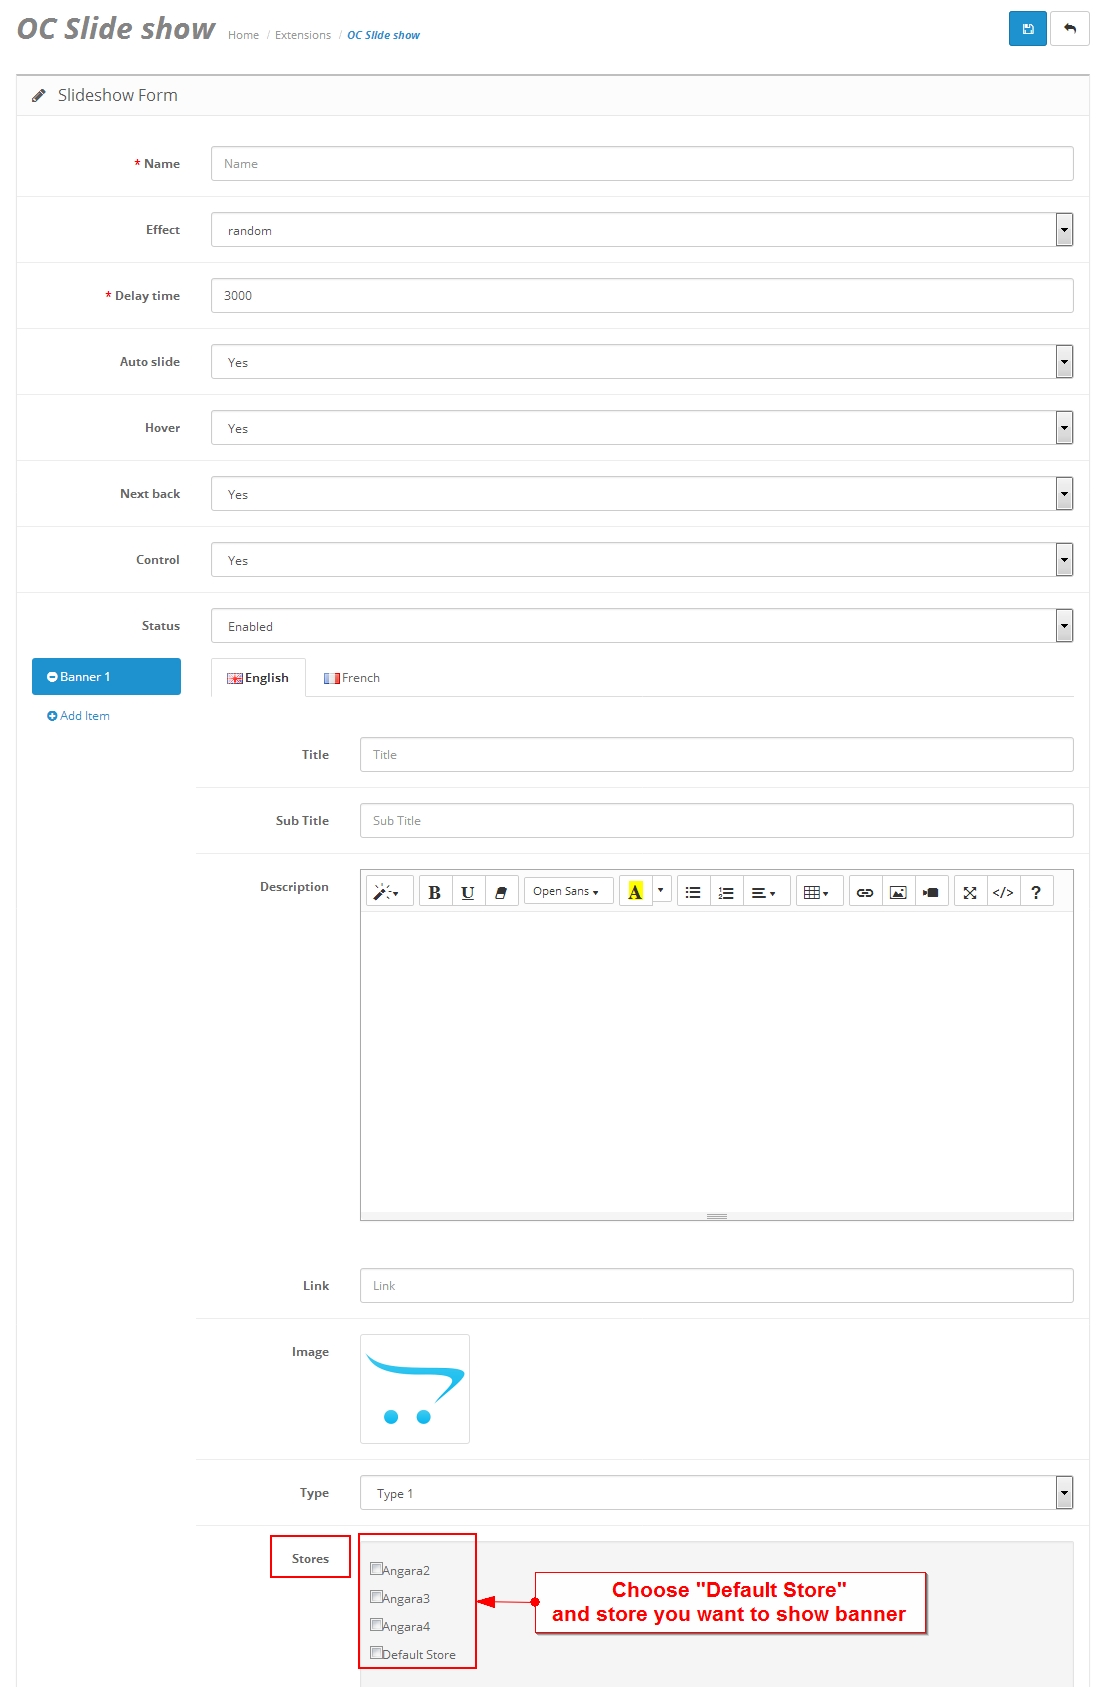 OC Slide show Home / Extensions / OC Slide show
Slideshow Form
* Name Name
Effect random
* Delay time 3000
Auto slide Yes
Hover Yes
Next back Yes
Control Yes
Status Enabled
Banner 1 English French
Add Item
Title Title
Sub Title Sub Title
Description B U Open Sans A </> ?
Link Link
Image
Type Type 1
Stores
Angara2
Angara3
Angara4
Default Store
Choose "Default Store"
and store you want to show banner